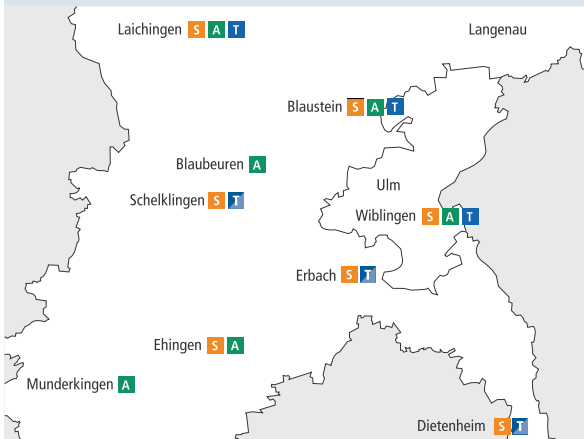 Laichingen S A T
Langenau
Blaustein S A T
Blaubeuren A
Ulm
Schelklingen S T
Wiblingen S A T
Erbach S T
Ehingen S A
Munderkingen A
Dietenheim S T